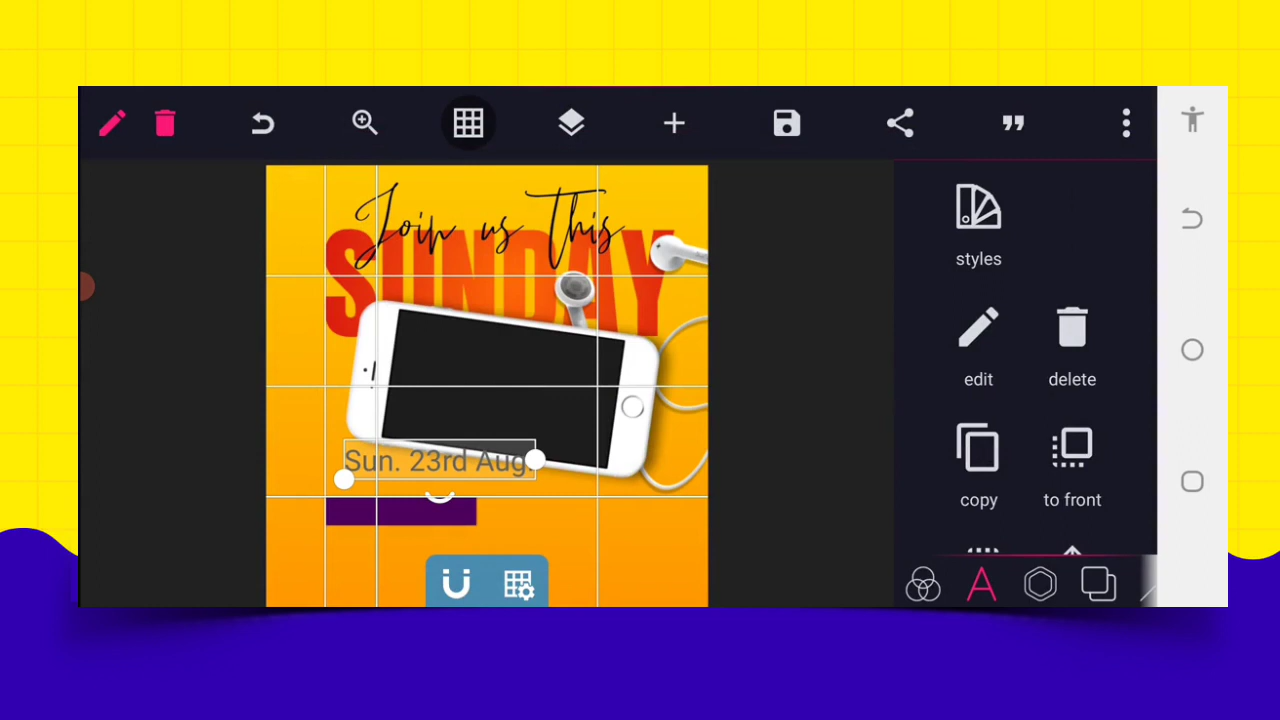 Join us This
SUNDAY
Sun. 23rd Aug.
styles
edit
delete
copy
to front